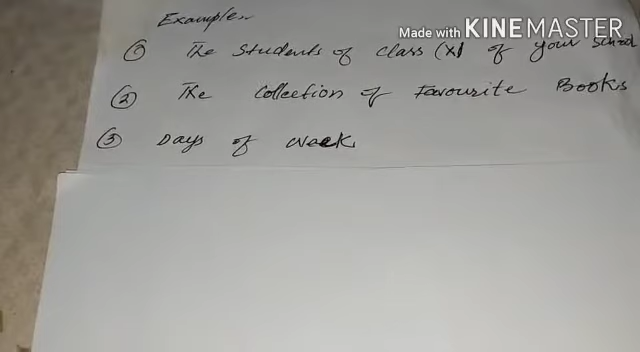 Examples
Made with KINEMASTER
① The Students of class (X) of your School
② The Collection of Favourite Books
③ Days of week